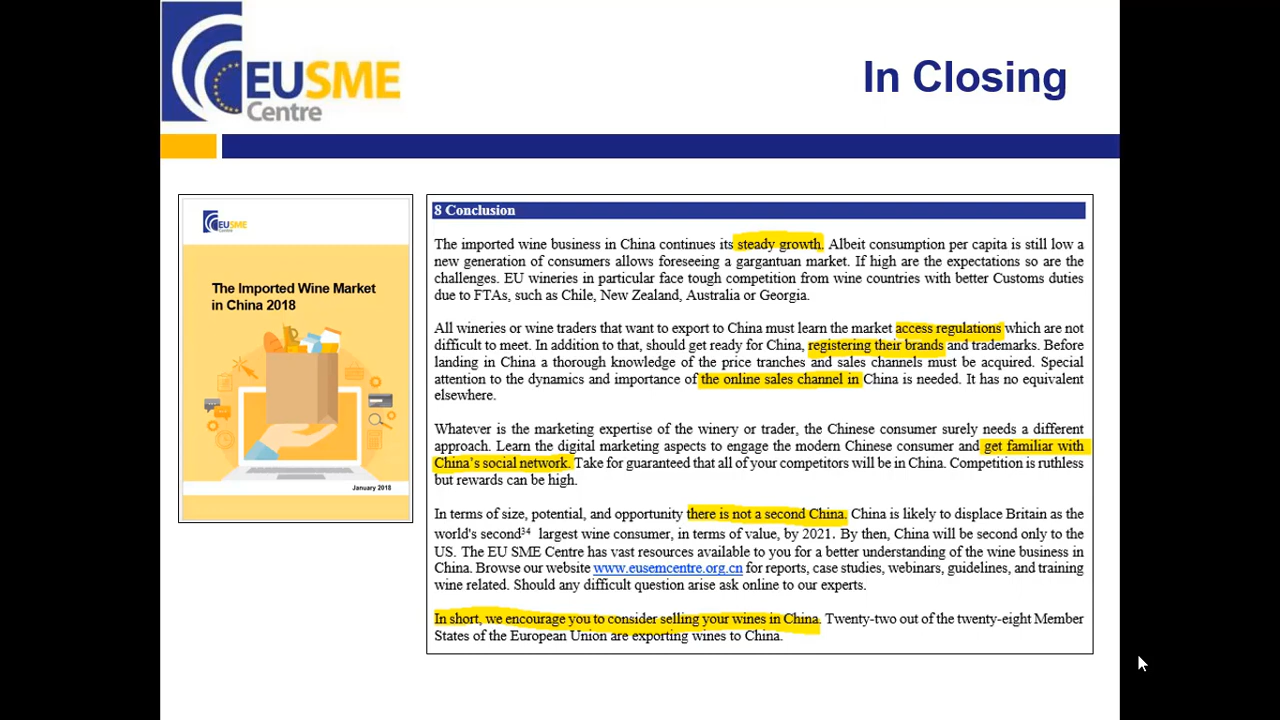 EUSME
Centre
In Closing
EUSME
Centre
The Imported Wine Market
in China 2018
January 2018
8 Conclusion
The imported wine business in China continues its steady growth. Albeit consumption per capita is still low a
new generation of consumers allows foreseeing a gargantuan market. If high are the expectations so are the
challenges. EU wineries in particular face tough competition from wine countries with better Customs duties
due to FTAs, such as Chile, New Zealand, Australia or Georgia.
All wineries or wine traders that want to export to China must learn the market access regulations which are not
difficult to meet. In addition to that, should get ready for China, registering their brands and trademarks. Before
landing in China a thorough knowledge of the price tranches and sales channels must be acquired. Special
attention to the dynamics and importance of the online sales channel in China is needed. It has no equivalent
elsewhere.
Whatever is the marketing expertise of the winery or trader, the Chinese consumer surely needs a different
approach. Learn the digital marketing aspects to engage the modern Chinese consumer and get familiar with
China's social network. Take for guaranteed that all of your competitors will be in China. Competition is ruthless
but rewards can be high.
In terms of size, potential, and opportunity there is not a second China. China is likely to displace Britain as the
world's second34 largest wine consumer, in terms of value, by 2021. By then, China will be second only to the
US. The EU SME Centre has vast resources available to you for a better understanding of the wine business in
China. Browse our website www.eusemcentre.org.cn for reports, case studies, webinars, guidelines, and training
wine related. Should any difficult question arise ask online to our experts.
In short, we encourage you to consider selling your wines in China. Twenty-two out of the twenty-eight Member
States of the European Union are exporting wines to China.